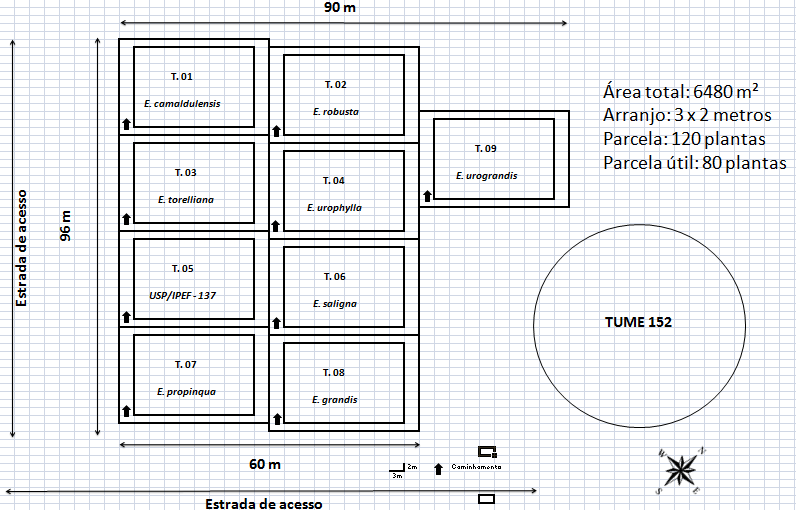 90 m
T. 01
E. camaldulensis
T. 02
E. robusta
Área total: 6480 m²
Arranjo: 3 x 2 metros
Parcela: 120 plantas
Parcela útil: 80 plantas
T. 09
E. urograndis
T. 03
E. torelliana
T. 04
E. urophylla
Estrada de acesso
96 m
T. 05
USP/IPEF - 137
T. 06
E. saligna
TUME 152
T. 07
E. propinqua
T. 08
E. grandis
60 m
2m
3m
Caminhamento
N
W
S
E
Estrada de acesso